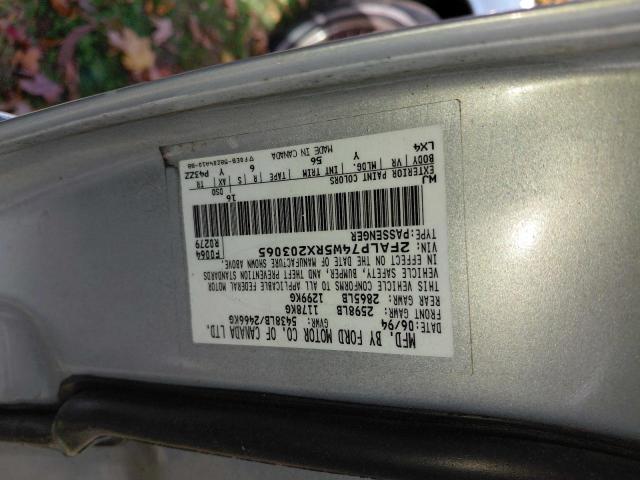 MFD. BY FORD MOTOR CO. OF CANADA LTD.
DATE: 06/94 GVWR: 5438LB/2466KG
FRONT GAWR: 2598LB 1178KG
REAR GAWR: 2865LB 1299KG
THIS VEHICLE CONFORMS TO ALL APPLICABLE FEDERAL MOTOR
VEHICLE SAFETY, BUMPER, AND THEFT PREVENTION STANDARDS
IN EFFECT ON THE DATE OF MANUFACTURE SHOWN ABOVE.
VIN: 2FALP74W5RX203065
TYPE: PASSENGER
F0064
R0279
16 DSO
WJ
EXTERIOR PAINT COLORS
BODY VR MLDG. INT TRIM TAPE R S AX TR
LX4 Y 56 6 Y P43ZZ
MADE IN CANADA